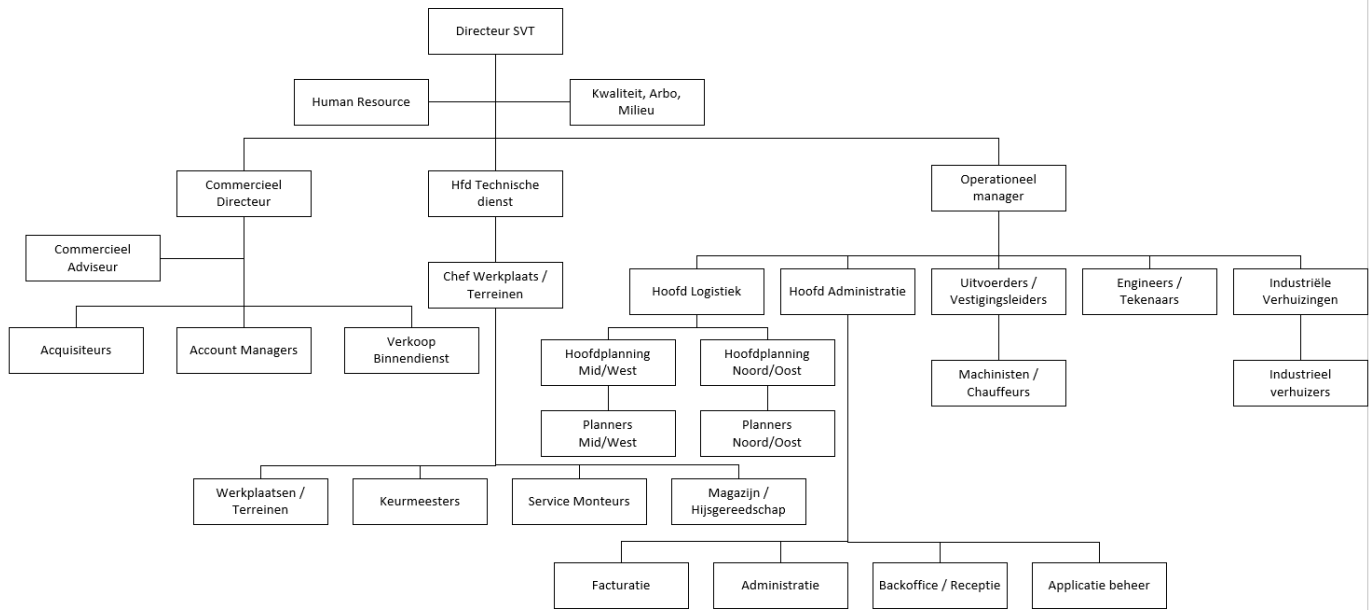 Directeur SVT
Human Resource
Kwaliteit, Arbo,
Milieu
Commercieel
Directeur
Hfd Technische
dienst
Operationeel
manager
Commercieel
Adviseur
Chef Werkplaats /
Terreinen
Hoofd Logistiek
Hoofd Administratie
Uitvoerders /
Vestigingsleiders
Engineers /
Tekenaars
Industriële
Verhuizingen
Acquisiteurs
Account Managers
Verkoop
Binnendienst
Hoofdplanning
Mid/West
Hoofdplanning
Noord/Oost
Machinisten /
Chauffeurs
Industrieel
verhuizers
Planners
Mid/West
Planners
Noord/Oost
Werkplaatsen /
Terreinen
Keurmeesters
Service Monteurs
Magazijn /
Hijsgereedschap
Facturatie
Administratie
Backoffice / Receptie
Applicatie beheer